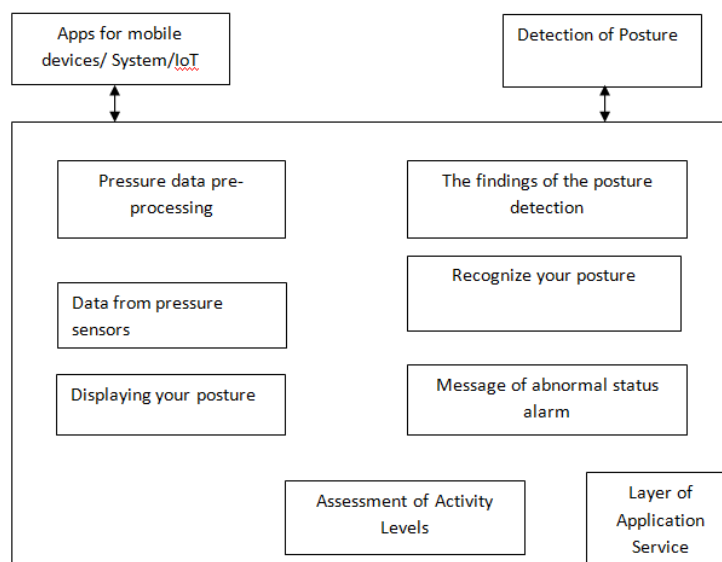 Apps for mobile
devices/ System/IoT
Detection of Posture
Pressure data pre-
processing
The findings of the posture
detection
Data from pressure
sensors
Recognize your posture
Displaying your posture
Message of abnormal status
alarm
Assessment of Activity
Levels
Layer of
Application
Service